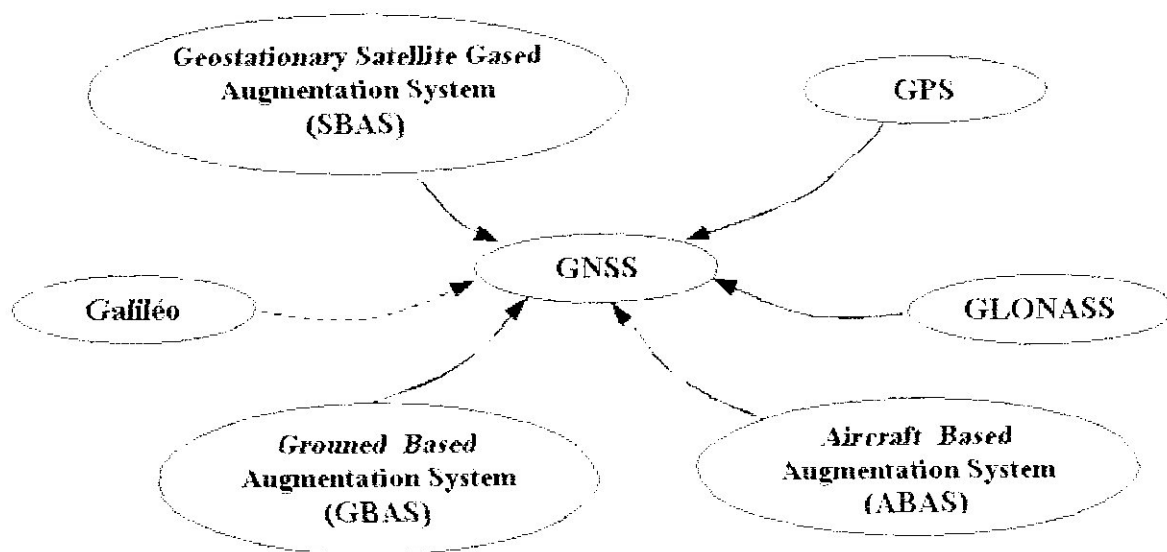 Geostationary Satellite Gased
Augmentation System
(SBAS)
GPS
GNSS
Galiléo
GLONASS
Grouned Based
Augmentation System
(GBAS)
Aircraft Based
Augmentation System
(ABAS)